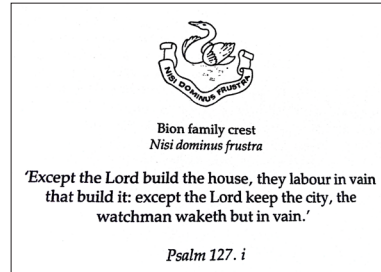 NISI DOMINUS FRUSTRA
Bion family crest
Nisi dominus frustra
'Except the Lord build the house, they labour in vain
that build it: except the Lord keep the city, the
watchman waketh but in vain.'
Psalm 127. i